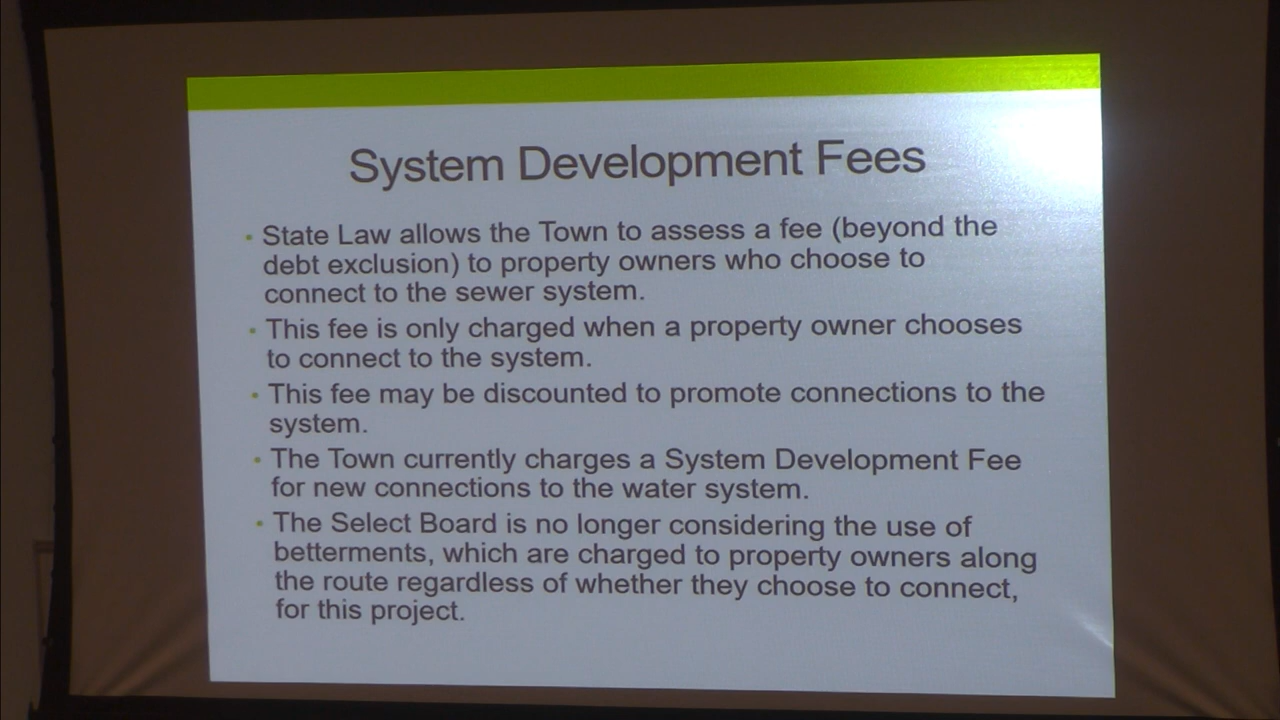 System Development Fees
• State Law allows the Town to assess a fee (beyond the
debt exclusion) to property owners who choose to
connect to the sewer system.
• This fee is only charged when a property owner chooses
to connect to the system.
• This fee may be discounted to promote connections to the
system.
• The Town currently charges a System Development Fee
for new connections to the water system.
• The Select Board is no longer considering the use of
betterments, which are charged to property owners along
the route regardless of whether they choose to connect,
for this project.